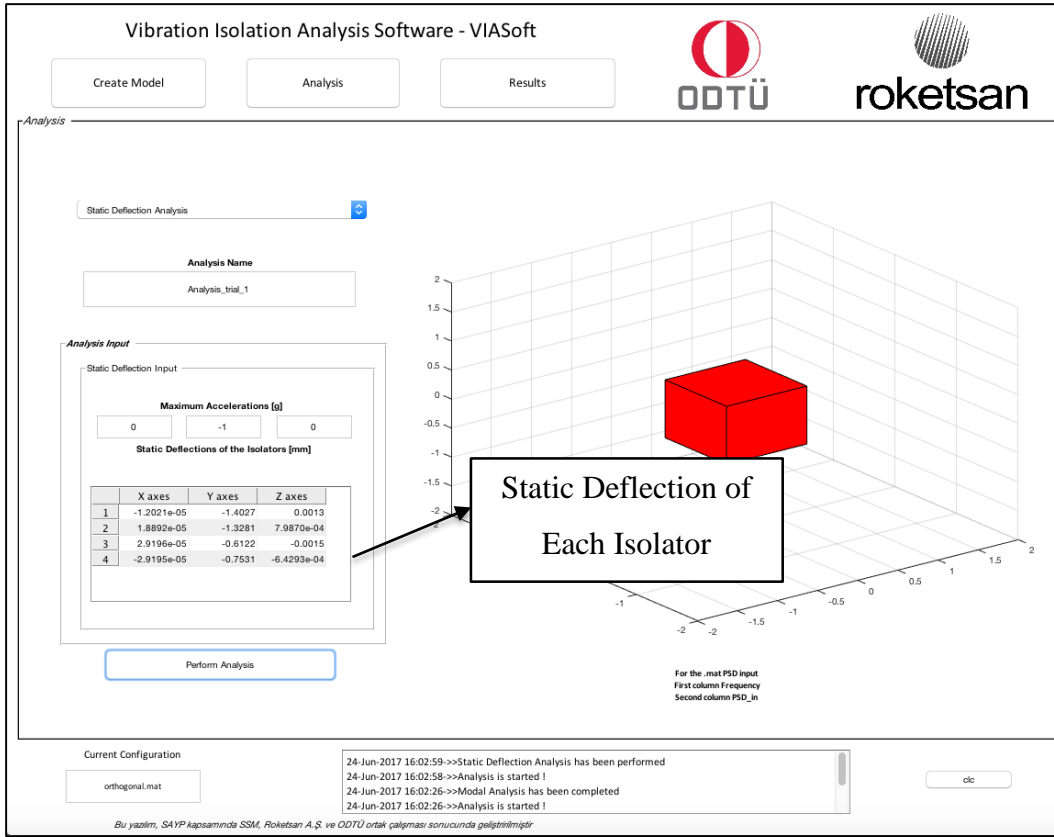 Vibration Isolation Analysis Software - VIASoft
Create Model
Analysis
Results
ODTÜ
roketsan
Analysis
Static Deflection Analysis
Analysis Name
Analysis_trial_1
Analysis Input
Static Deflection Input
Maximum Accelerations [g]
0 -1 0
Static Deflections of the Isolators [mm]
X axes Y axes Z axes
1 -1.2021e-05 -1.4027 0.0013
2 1.8892e-05 -1.3281 7.9870e-04
3 2.9196e-05 -0.6122 -0.0015
4 -2.9195e-05 -0.7531 -6.4293e-04
Perform Analysis
2
1.5
1
0.5
0
-0.5
-1
-1.5
-2
2
Static Deflection of
Each Isolator
-1
-2
-2
-1.5
-1
-0.5
0
0.5
1
1.5
2
For the .mat PSD input
First column Frequency
Second column PSD_in
Current Configuration
orthogonal.mat
24-Jun-2017 16:02:59->>Static Deflection Analysis has been performed
24-Jun-2017 16:02:58->>Analysis is started !
24-Jun-2017 16:02:26->>Modal Analysis has been completed
24-Jun-2017 16:02:26->>Analysis is started !
clc
Bu yazılım, SAYP kapsamında SSM, Roketsan A.Ş. ve ODTÜ ortak çalışması sonucunda geliştirilmiştir